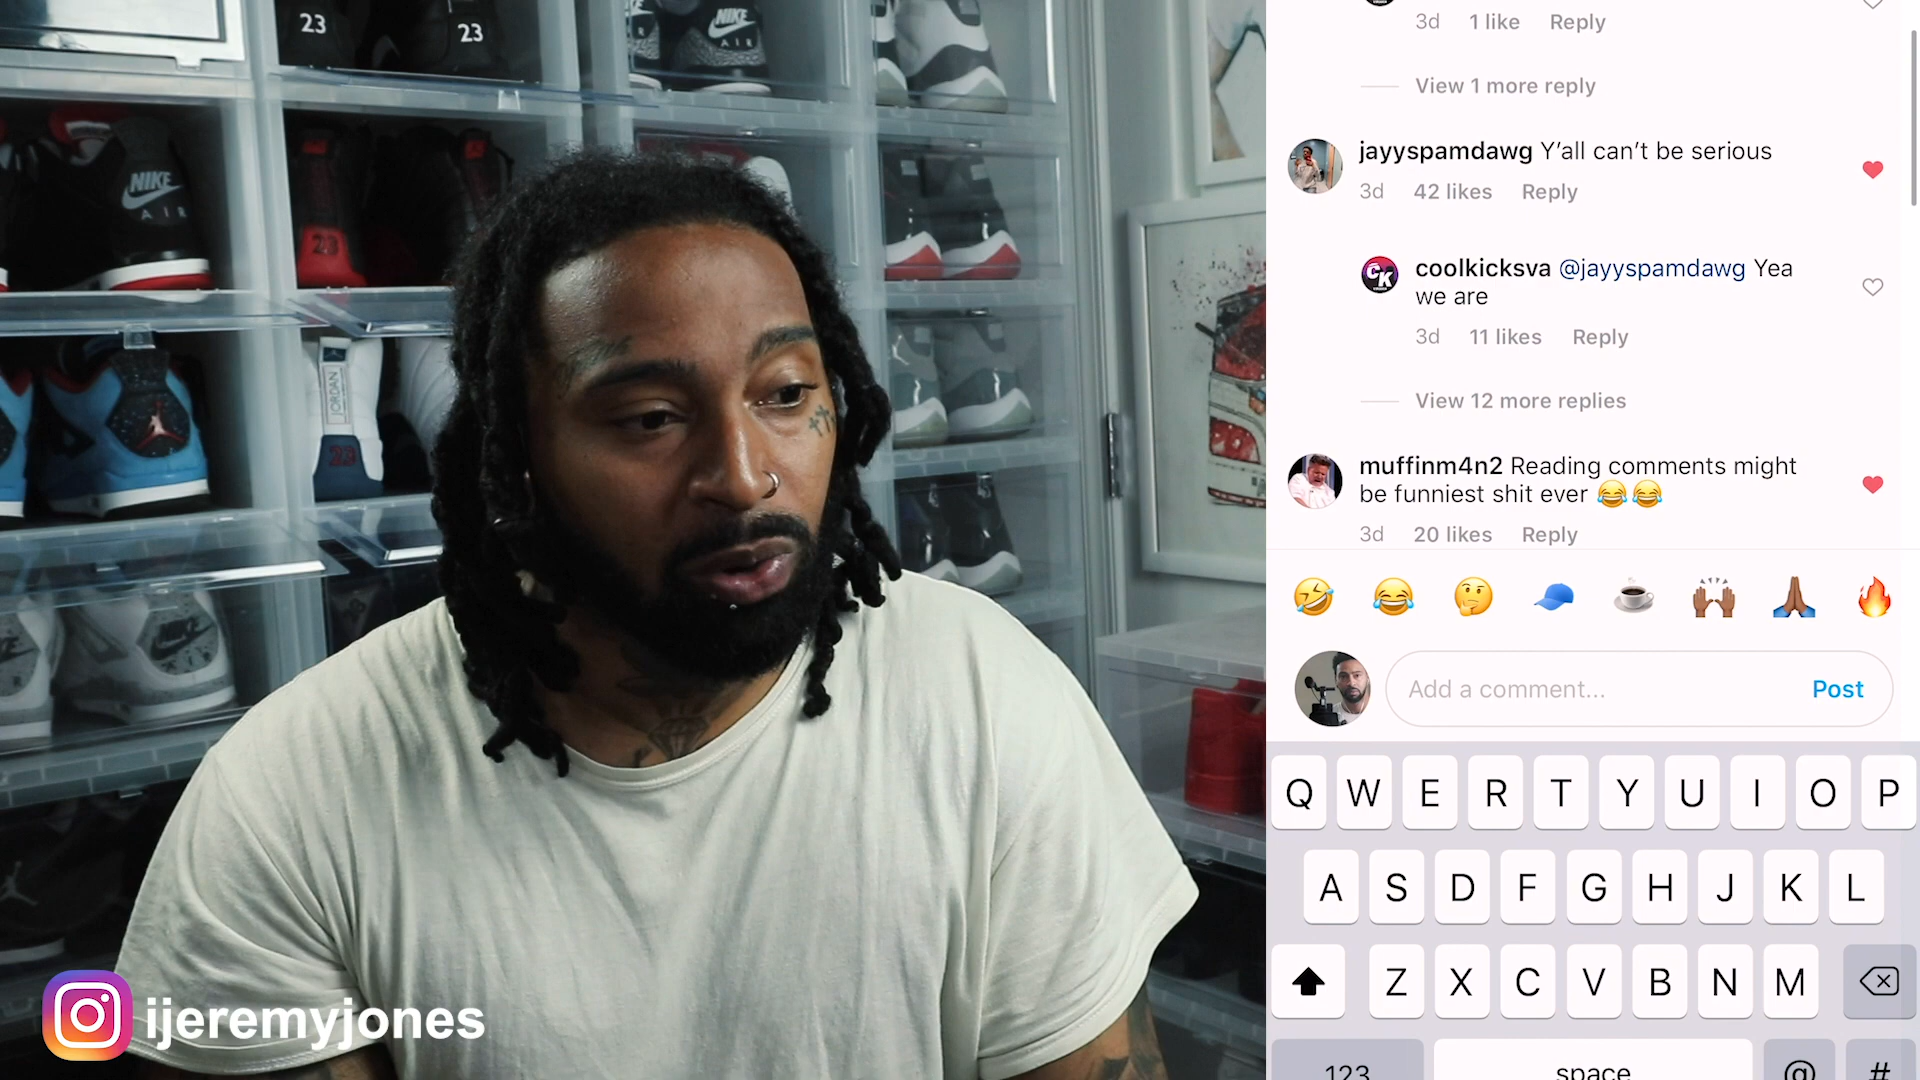 23
23
NIKE
AIR
NIKE
AIR
23
JORDAN
23
NIKE
3d 1 like Reply
View 1 more reply
jayyspamdawg Y’all can’t be serious
3d 42 likes Reply
CK
coolkicksva @jayyspamdawg Yea
we are
3d 11 likes Reply
View 12 more replies
muffinm4n2 Reading comments might
be funniest shit ever 😂😂
3d 20 likes Reply
Add a comment... Post
Q W E R T Y U I O P
A S D F G H J K L
Z X C V B N M
123 space @ #
ijeremyjones